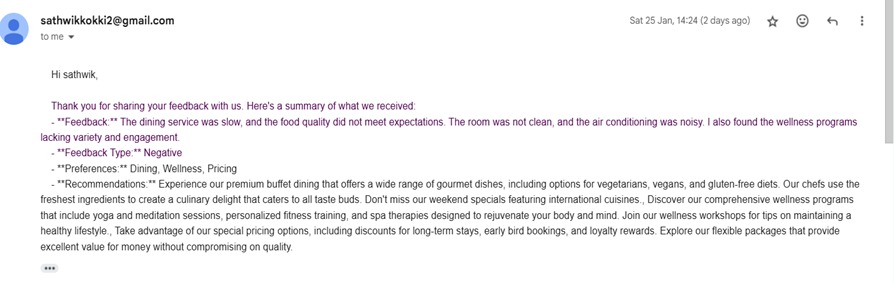 sathwikkokki2@gmail.com
Sat 25 Jan, 14:24 (2 days ago)
to me
Hi sathwik,
Thank you for sharing your feedback with us. Here's a summary of what we received:
- **Feedback:** The dining service was slow, and the food quality did not meet expectations. The room was not clean, and the air conditioning was noisy. I also found the wellness programs
lacking variety and engagement.
- **Feedback Type:** Negative
- **Preferences:** Dining, Wellness, Pricing
- **Recommendations:** Experience our premium buffet dining that offers a wide range of gourmet dishes, including options for vegetarians, vegans, and gluten-free diets. Our chefs use the
freshest ingredients to create a culinary delight that caters to all taste buds. Don't miss our weekend specials featuring international cuisines., Discover our comprehensive wellness programs
that include yoga and meditation sessions, personalized fitness training, and spa therapies designed to rejuvenate your body and mind. Join our wellness workshops for tips on maintaining a
healthy lifestyle., Take advantage of our special pricing options, including discounts for long-term stays, early bird bookings, and loyalty rewards. Explore our flexible packages that provide
excellent value for money without compromising on quality.